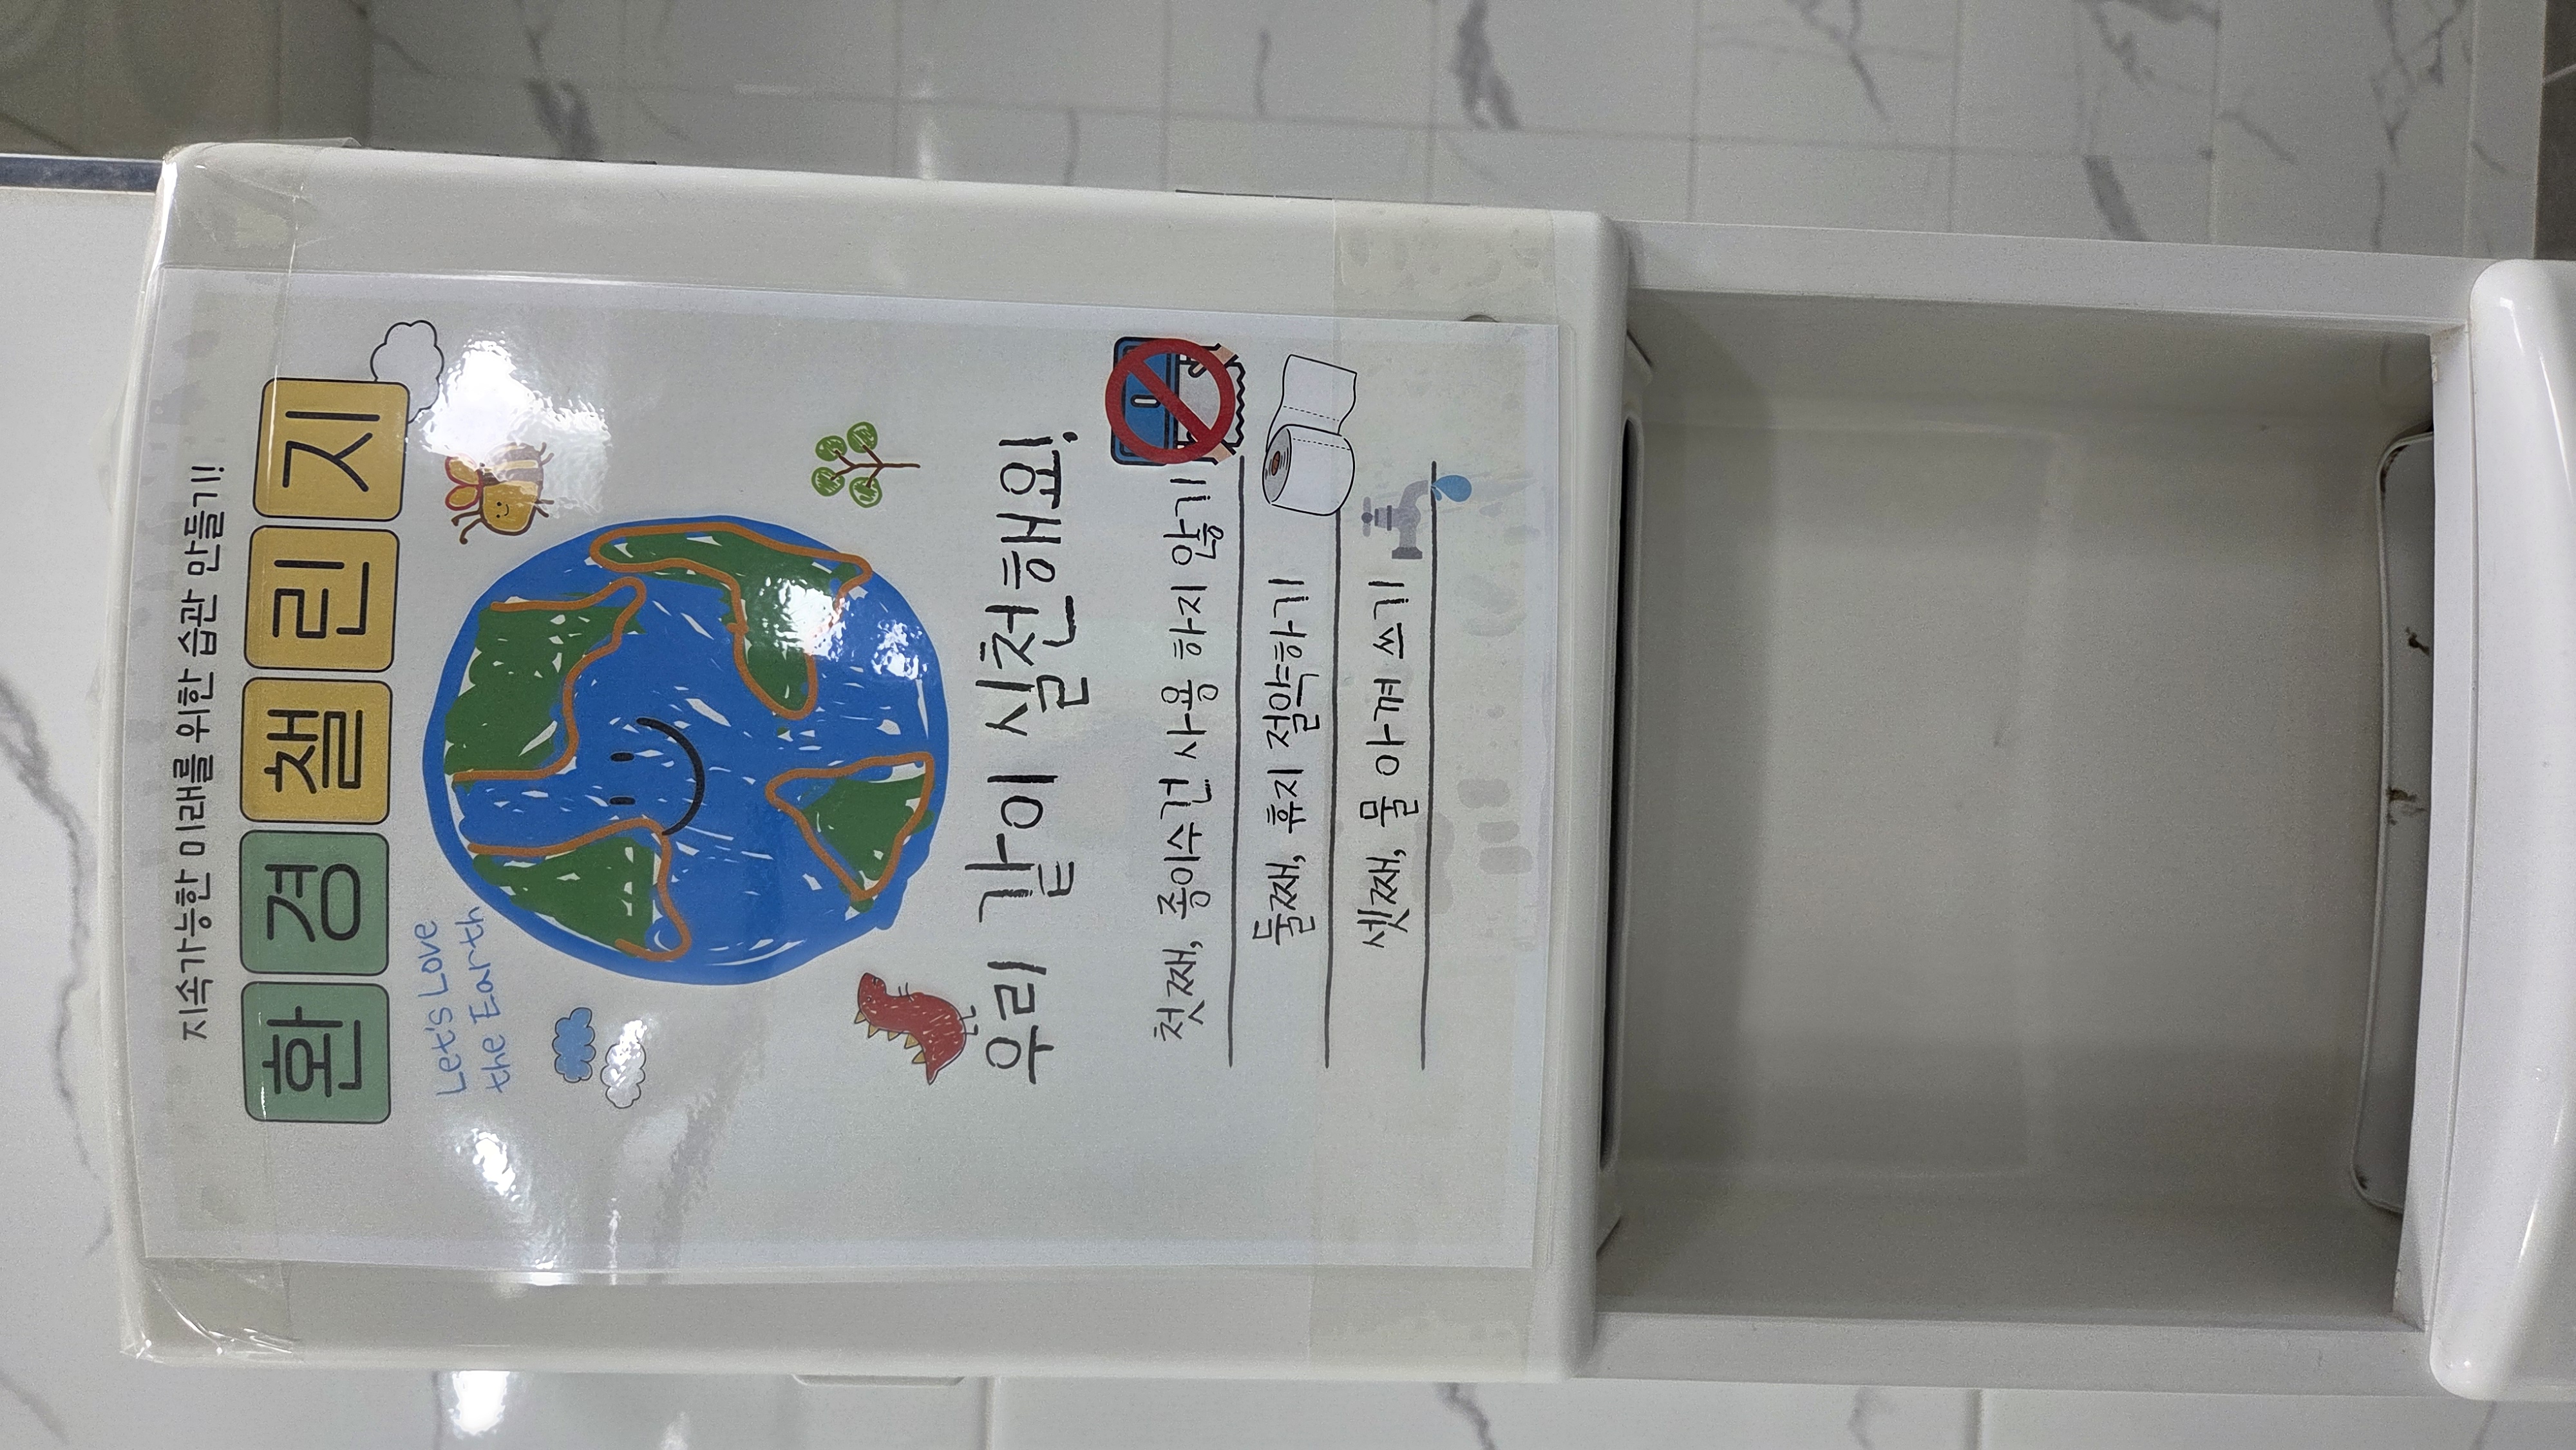 지속가능한 미래를 위한 습관 만들기!
환경챌린지
Let's Love
the Earth
우리 같이 실천해요!
첫째, 종이수건 사용 하지 않기
둘째, 휴지 절약하기
셋째, 물 아껴 쓰기